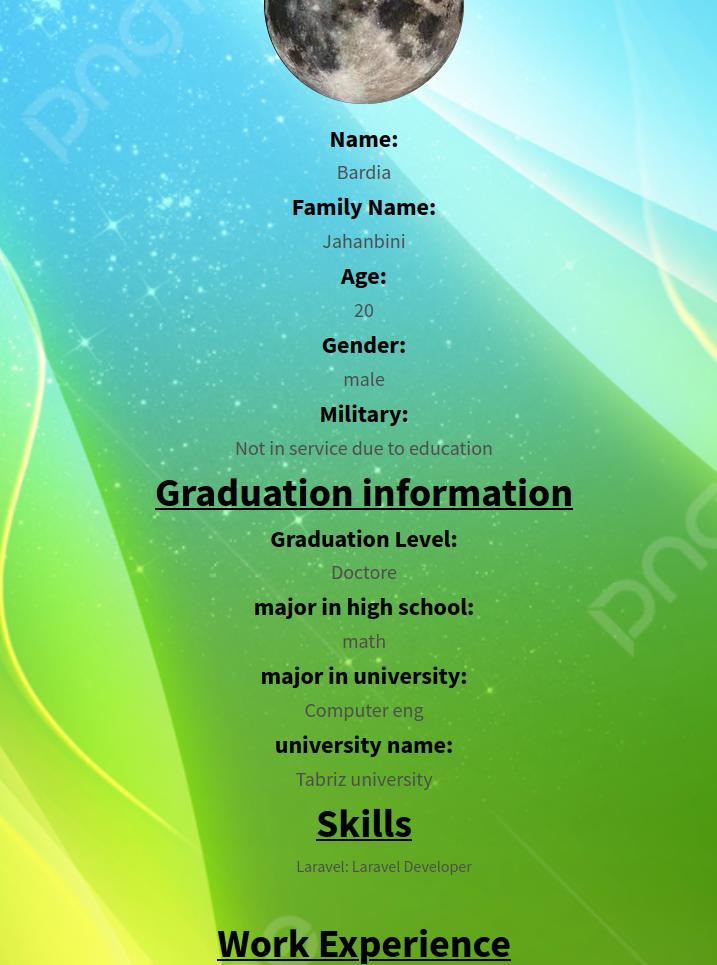 Name:
Bardia
Family Name:
Jahanbini
Age:
20
Gender:
male
Military:
Not in service due to education
Graduation information
Graduation Level:
Doctore
major in high school:
math
major in university:
Computer eng
university name:
Tabriz university
Skills
Laravel: Laravel Developer
Work Experience